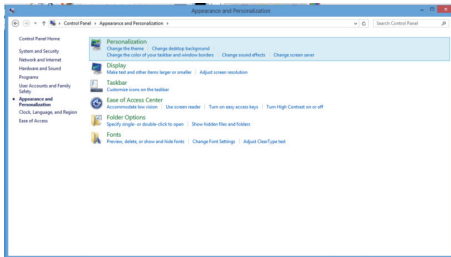 Appearance and Personalization
Control Panel ▸ Appearance and Personalization ▸
Search Control Panel
Control Panel Home
System and Security
Network and Internet
Hardware and Sound
Programs
User Accounts and Family
Safety
Appearance and
Personalization
Clock, Language, and Region
Ease of Access
Personalization
Change the theme | Change desktop background
Change the color of your taskbar and window borders | Change sound effects | Change screen saver
Display
Make text and other items larger or smaller | Adjust screen resolution
Taskbar
Customize icons on the taskbar
Ease of Access Center
Accommodate low vision | Use screen reader | Turn on easy access keys | Turn High Contrast on or off
Folder Options
Specify single- or double-click to open | Show hidden files and folders
Fonts
Preview, delete, or show and hide fonts | Change Font Settings | Adjust ClearType text